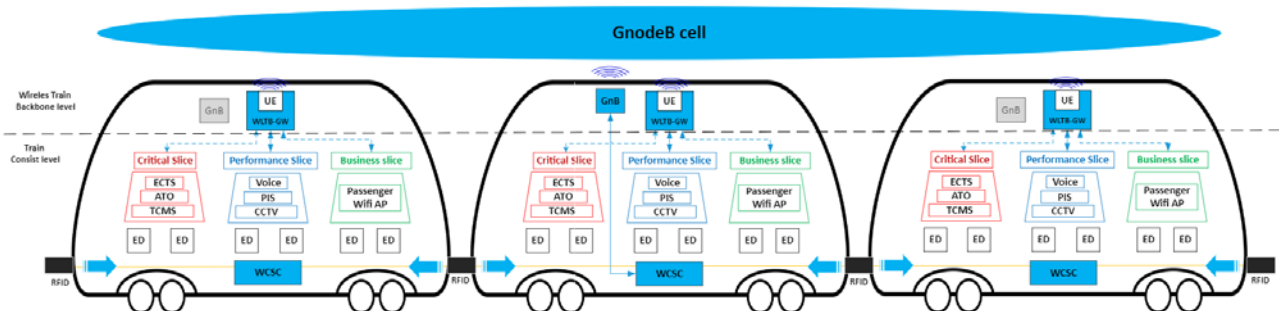 GnodeB cell
Wireles Train
Backbone level
Train
Consist level
GnB
UE
WLTB-GW
Critical Slice
Performance Slice
Business slice
ECTS
ATO
TCMS
Voice
PIS
CCTV
Passenger
Wifi AP
ED
ED
ED
ED
ED
ED
WCSC
RFID
GnB
UE
WLTB-GW
Critical Slice
Performance Slice
Business slice
ECTS
ATO
TCMS
Voice
PIS
CCTV
Passenger
Wifi AP
ED
ED
ED
ED
ED
ED
WCSC
RFID
GnB
UE
WLTB-GW
Critical Slice
Performance Slice
Business slice
ECTS
ATO
TCMS
Voice
PIS
CCTV
Passenger
Wifi AP
ED
ED
ED
ED
ED
ED
WCSC
RFID
RFID